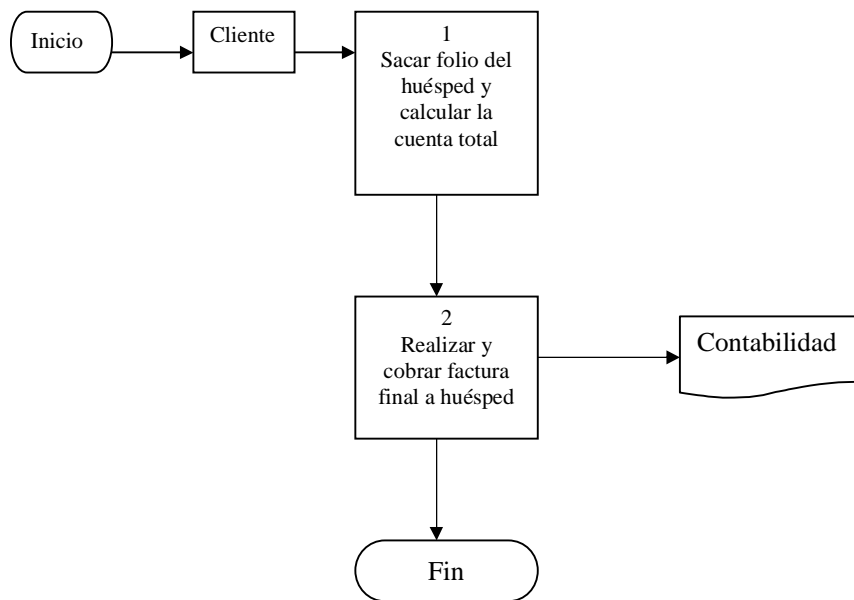 Inicio
Cliente
1
Sacar folio del
huésped y
calcular la
cuenta total
2
Realizar y
cobrar factura
final a huésped
Contabilidad
Fin